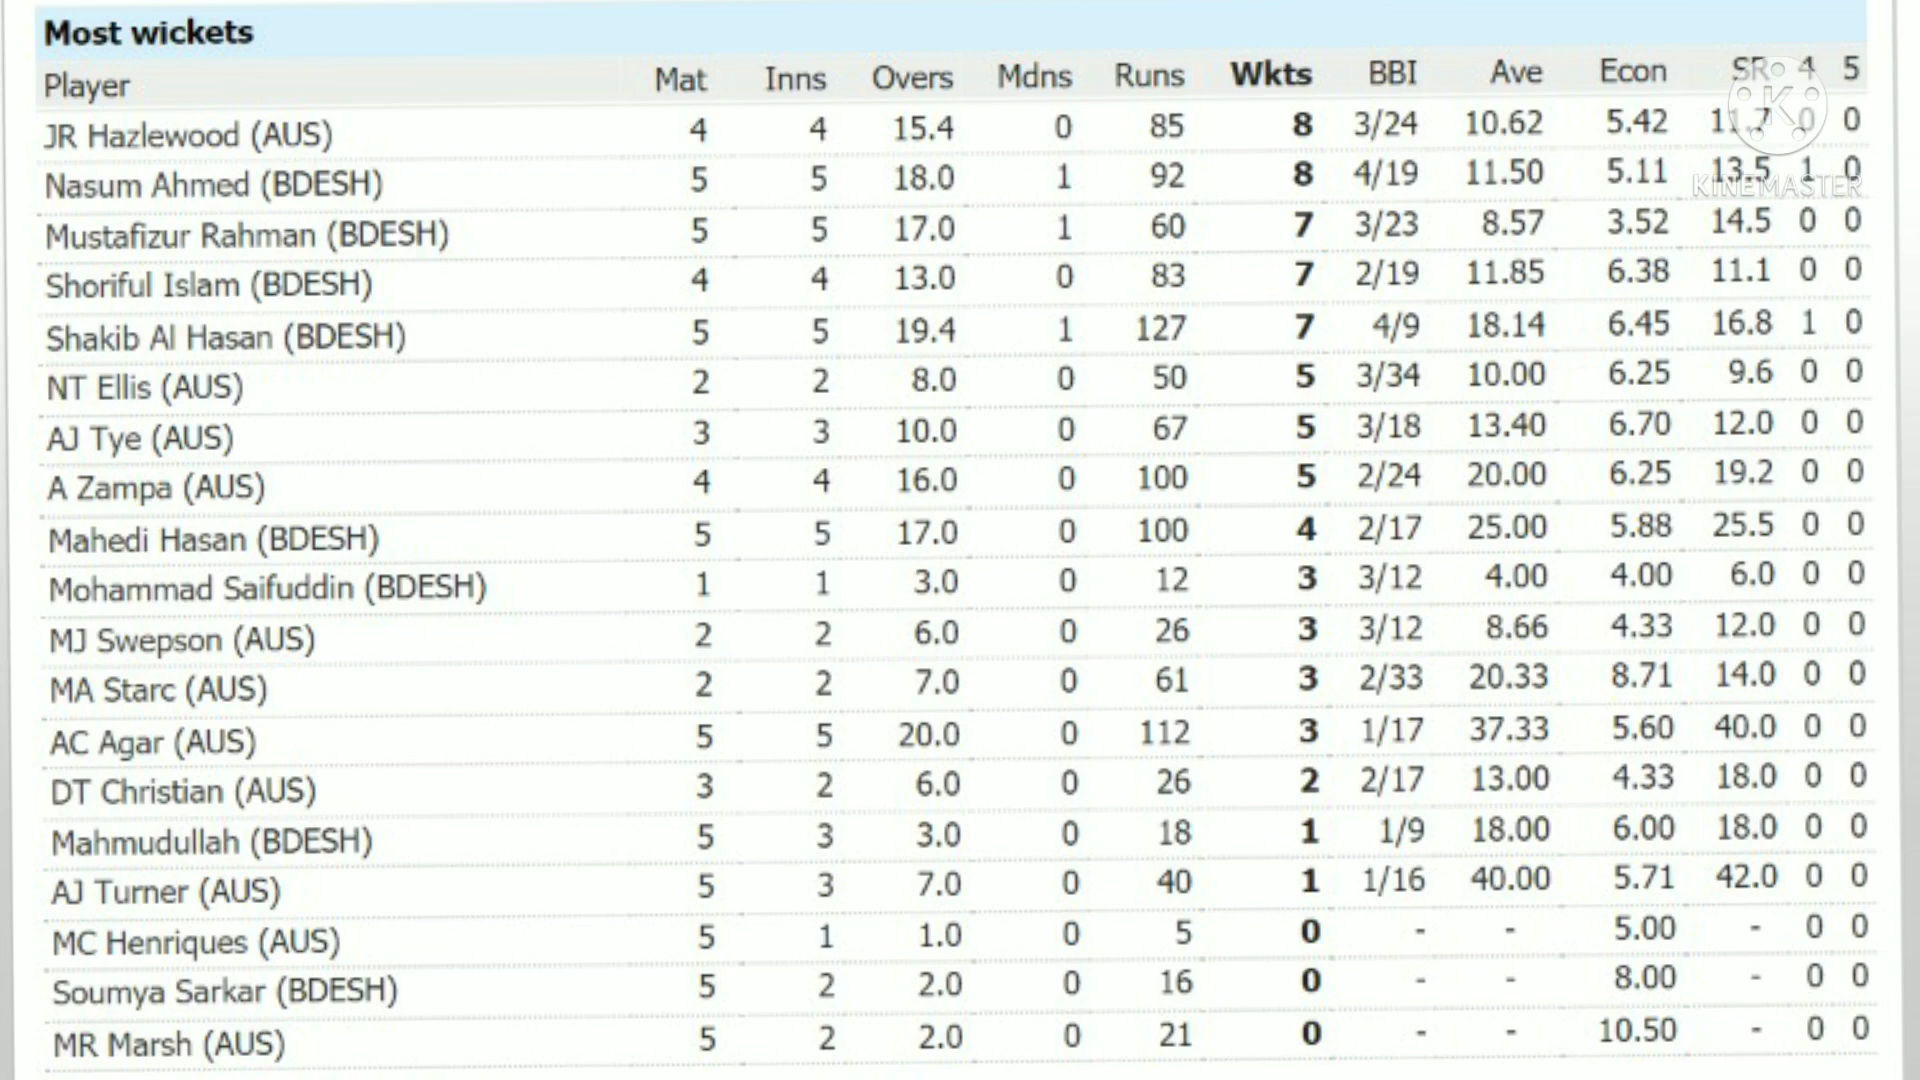 Most wickets
Player Mat Inns Overs Mdns Runs Wkts BBI Ave Econ SR 4 5
JR Hazlewood (AUS) 4 4 15.4 0 85 8 3/24 10.62 5.42 11.7 0 0
Nasum Ahmed (BDESH) 5 5 18.0 1 92 8 4/19 11.50 5.11 13.5 1 0
KINEMASTER
Mustafizur Rahman (BDESH) 5 5 17.0 1 60 7 3/23 8.57 3.52 14.5 0 0
Shoriful Islam (BDESH) 4 4 13.0 0 83 7 2/19 11.85 6.38 11.1 0 0
Shakib Al Hasan (BDESH) 5 5 19.4 1 127 7 4/9 18.14 6.45 16.8 1 0
NT Ellis (AUS) 2 2 8.0 0 50 5 3/34 10.00 6.25 9.6 0 0
AJ Tye (AUS) 3 3 10.0 0 67 5 3/18 13.40 6.70 12.0 0 0
A Zampa (AUS) 4 4 16.0 0 100 5 2/24 20.00 6.25 19.2 0 0
Mahedi Hasan (BDESH) 5 5 17.0 0 100 4 2/17 25.00 5.88 25.5 0 0
Mohammad Saifuddin (BDESH) 1 1 3.0 0 12 3 3/12 4.00 4.00 6.0 0 0
MJ Swepson (AUS) 2 2 6.0 0 26 3 3/12 8.66 4.33 12.0 0 0
MA Starc (AUS) 2 2 7.0 0 61 3 2/33 20.33 8.71 14.0 0 0
AC Agar (AUS) 5 5 20.0 0 112 3 1/17 37.33 5.60 40.0 0 0
DT Christian (AUS) 3 2 6.0 0 26 2 2/17 13.00 4.33 18.0 0 0
Mahmudullah (BDESH) 5 3 3.0 0 18 1 1/9 18.00 6.00 18.0 0 0
AJ Turner (AUS) 5 3 7.0 0 40 1 1/16 40.00 5.71 42.0 0 0
MC Henriques (AUS) 5 1 1.0 0 5 0 - - 5.00 - 0 0
Soumya Sarkar (BDESH) 5 2 2.0 0 16 0 - - 8.00 - 0 0
MR Marsh (AUS) 5 2 2.0 0 21 0 - - 10.50 - 0 0